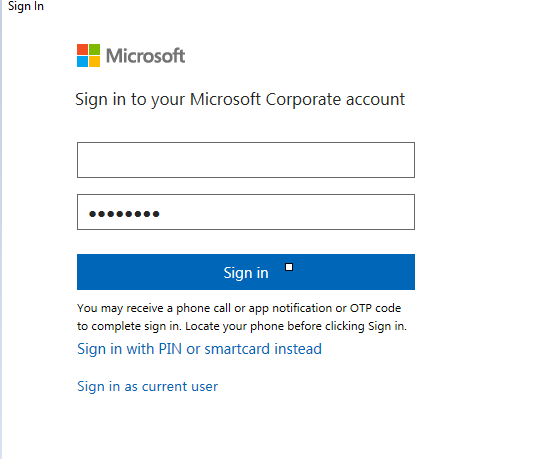 Sign In
Microsoft
Sign in to your Microsoft Corporate account
••••••••
Sign in
You may receive a phone call or app notification or OTP code
to complete sign in. Locate your phone before clicking Sign in.
Sign in with PIN or smartcard instead
Sign in as current user